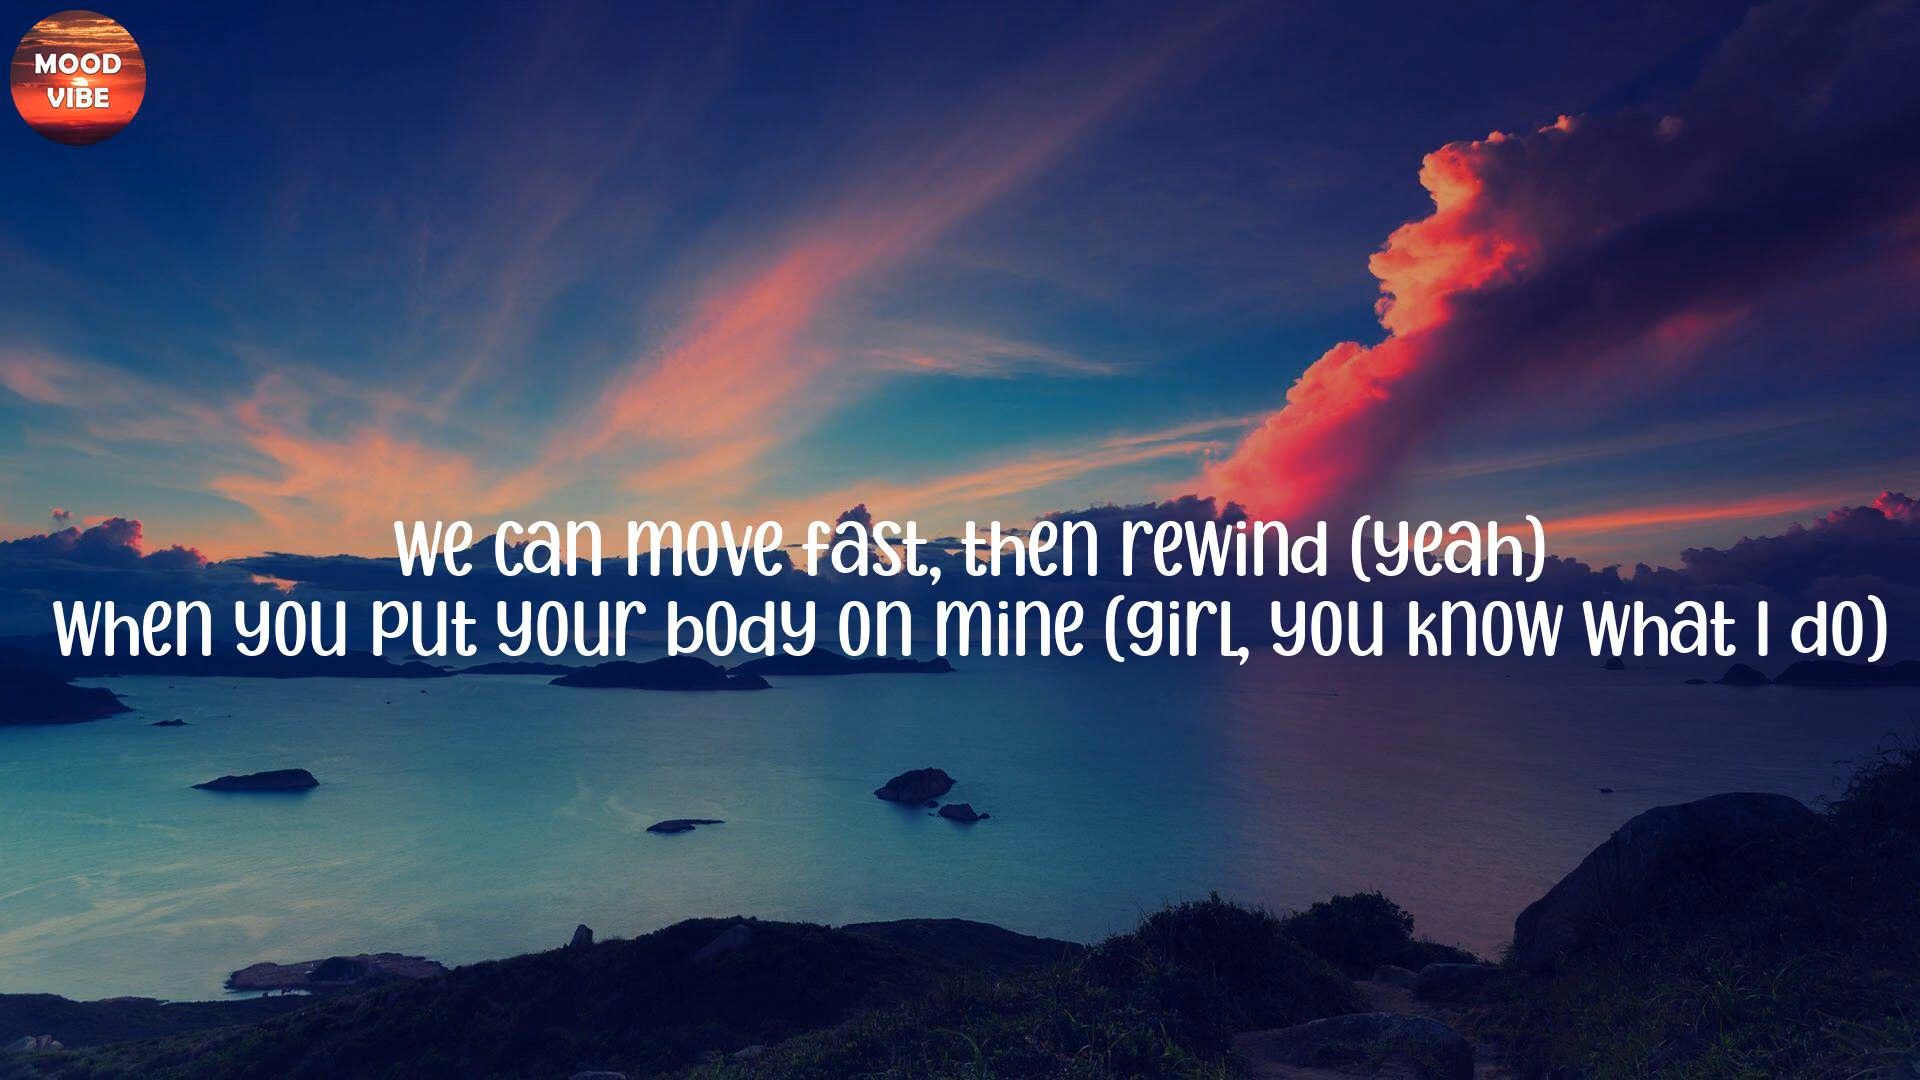 MOOD
VIBE
we can move fast, then rewind (yeah)
When you put your body on mine (girl, you know what I do)